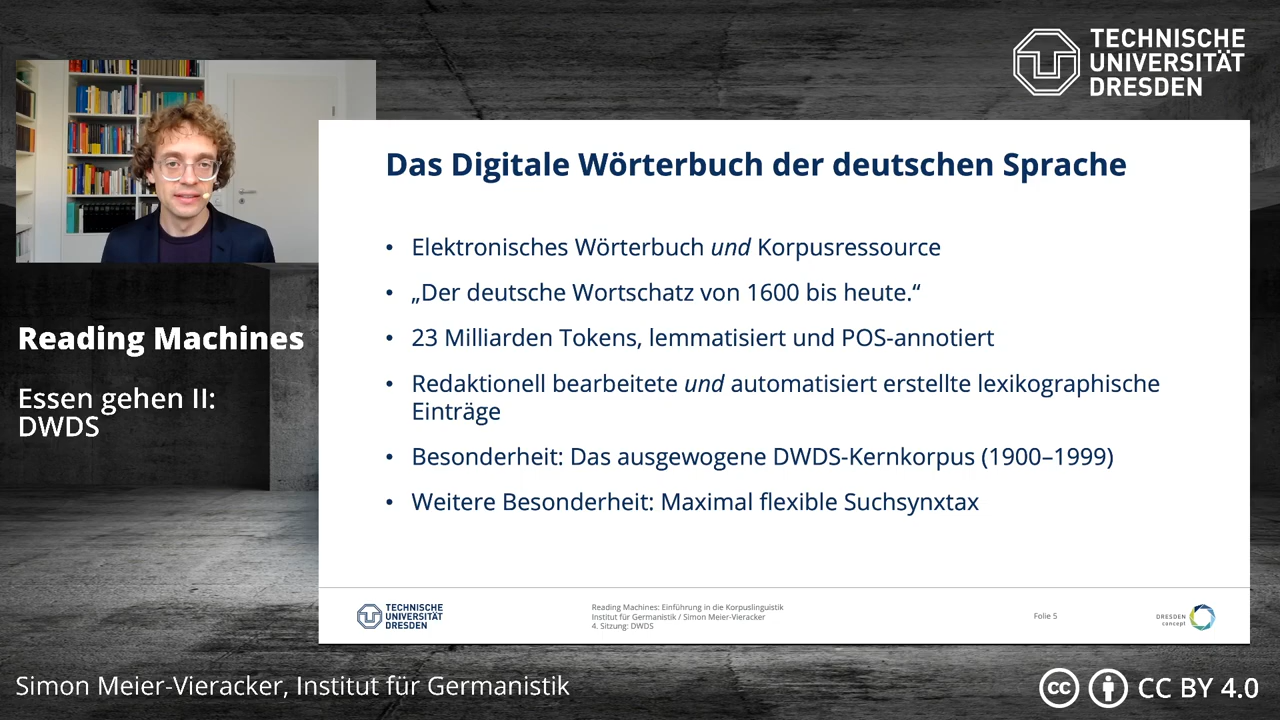 TECHNISCHE
UNIVERSITÄT
DRESDEN
Das Digitale Wörterbuch der deutschen Sprache
• Elektronisches Wörterbuch und Korpusressource
• „Der deutsche Wortschatz von 1600 bis heute.“
• 23 Milliarden Tokens, lemmatisiert und POS-annotiert
• Redaktionell bearbeitete und automatisiert erstellte lexikographische
Einträge
• Besonderheit: Das ausgewogene DWDS-Kernkorpus (1900–1999)
• Weitere Besonderheit: Maximal flexible Suchsynxtax
Reading Machines
Essen gehen II:
DWDS
TECHNISCHE
UNIVERSITÄT
DRESDEN
Reading Machines: Einführung in die Korpuslinguistik
Institut für Germanistik / Simon Meier-Vieracker
4. Sitzung: DWDS
Folie 5
DRESDEN
concept
Simon Meier-Vieracker, Institut für Germanistik
cc CC BY 4.0